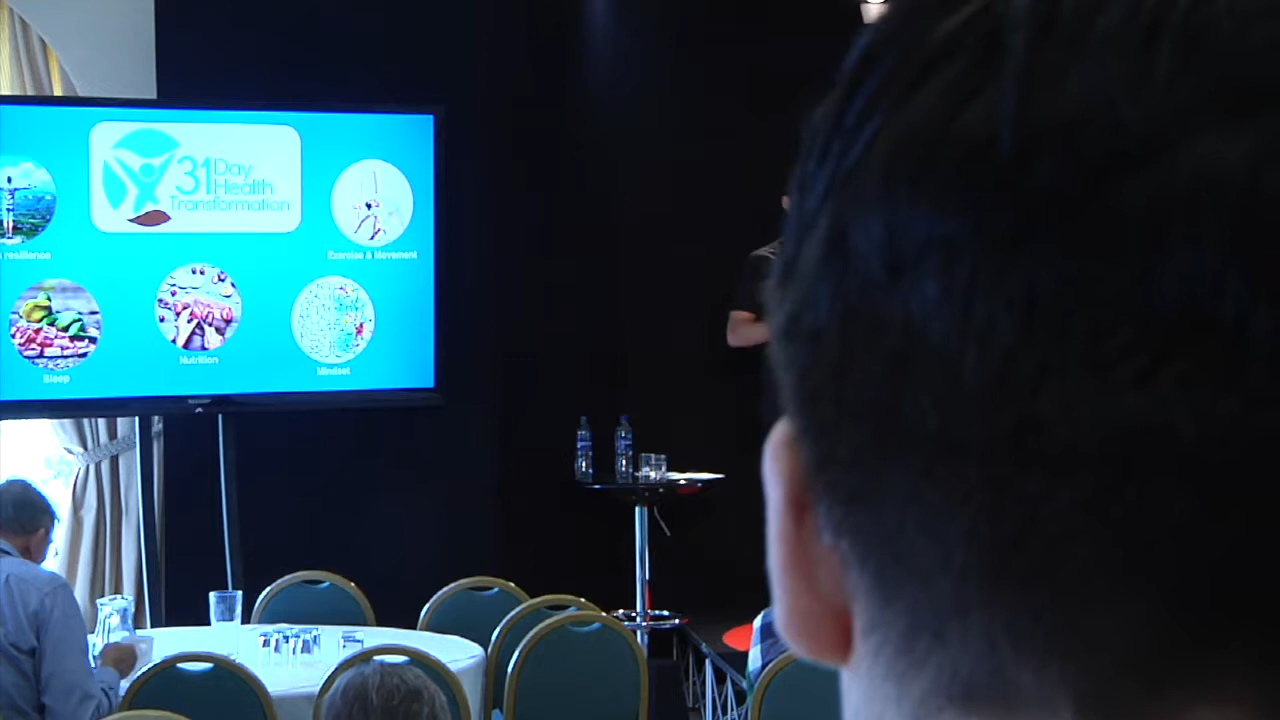 31 Day
Health
Transformation
resilience
Exercise & Movement
Sleep
Nutrition
Mindset